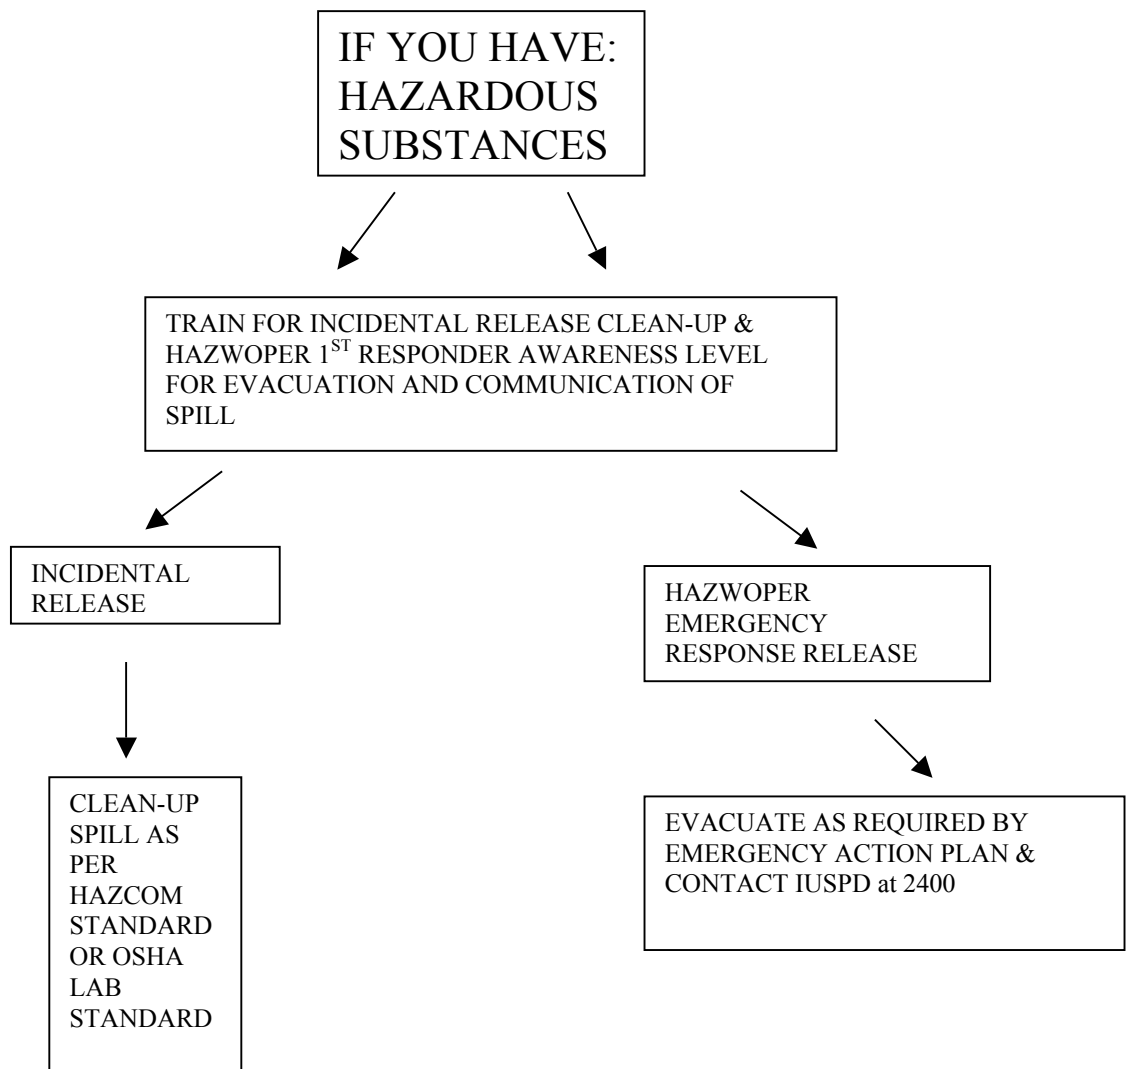 IF YOU HAVE:
HAZARDOUS
SUBSTANCES
TRAIN FOR INCIDENTAL RELEASE CLEAN-UP &
HAZWOPER 1ST RESPONDER AWARENESS LEVEL
FOR EVACUATION AND COMMUNICATION OF
SPILL
INCIDENTAL
RELEASE
HAZWOPER
EMERGENCY
RESPONSE RELEASE
CLEAN-UP
SPILL AS
PER
HAZCOM
STANDARD
OR OSHA
LAB
STANDARD
EVACUATE AS REQUIRED BY
EMERGENCY ACTION PLAN &
CONTACT IUSPD at 2400